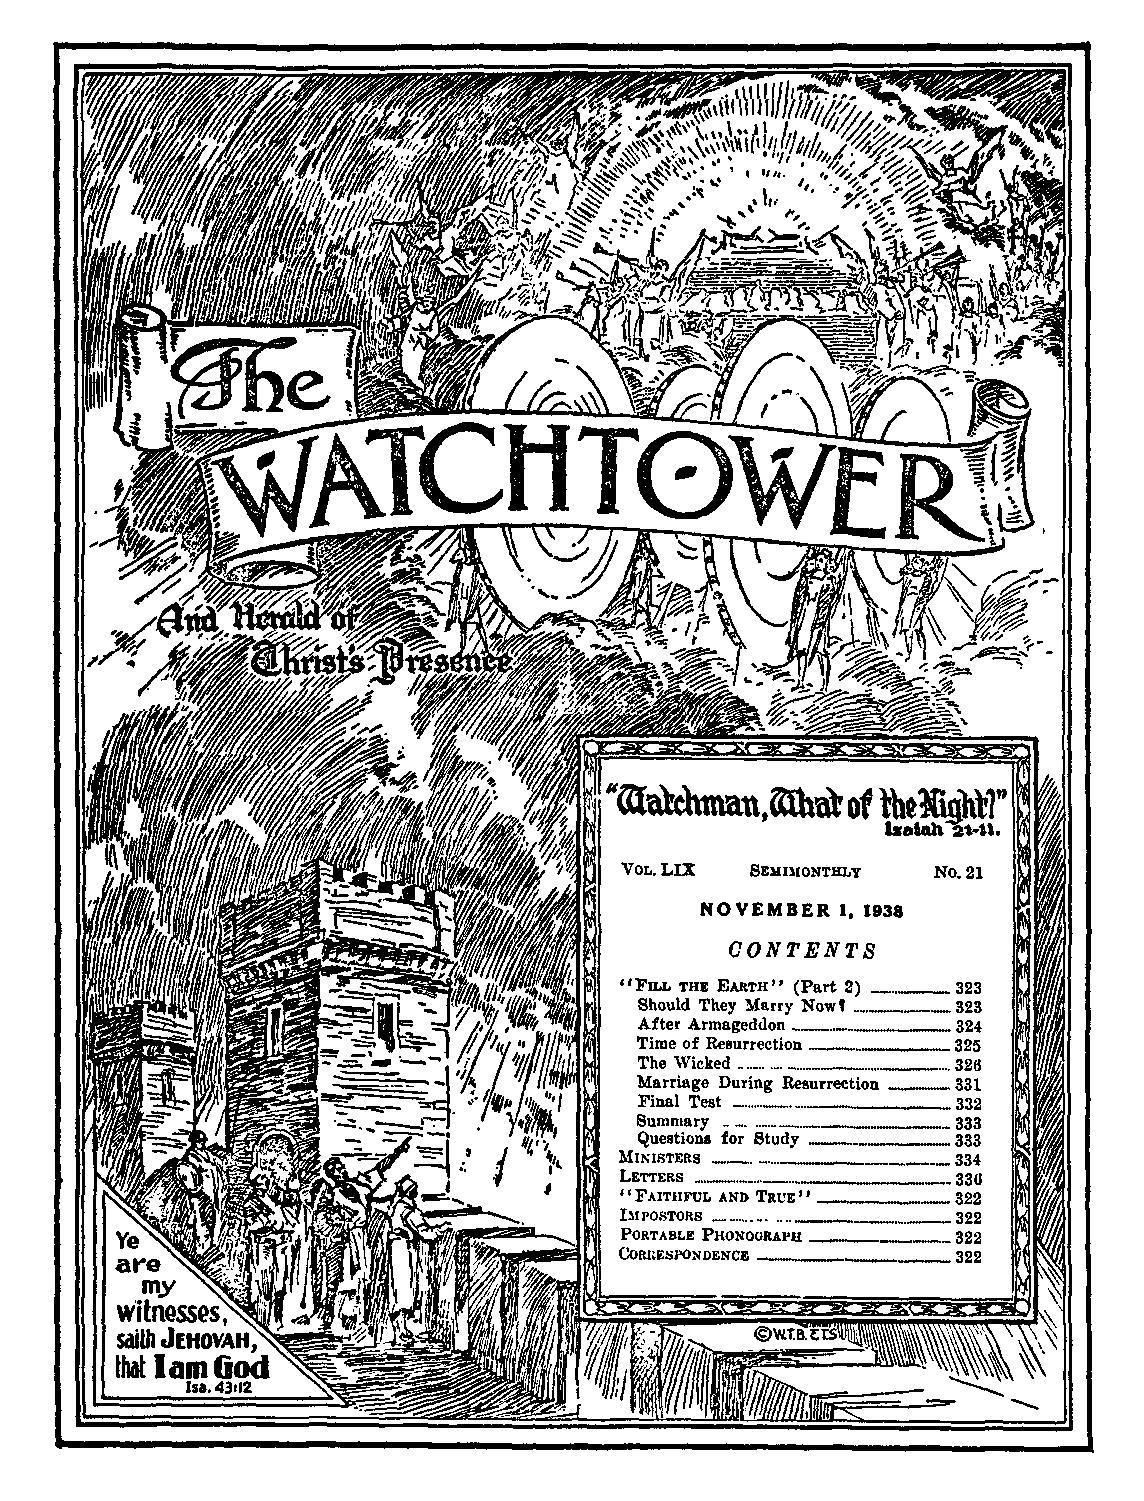 The
WATCHTOWER
And Herald of
Christ's Presence
"Watchman, What of the Night?"
Isaiah 21-11.
VOL. LIX SEMIMONTHLY No. 21
NOVEMBER 1, 1938
CONTENTS
"FILL THE EARTH" (Part 2) 323
Should They Marry Now? 323
After Armageddon 324
Time of Resurrection 325
The Wicked 326
Marriage During Resurrection 331
Final Test 332
Summary 333
Questions for Study 333
MINISTERS 334
LETTERS 336
"FAITHFUL AND TRUE" 322
IMPOSTORS 322
PORTABLE PHONOGRAPH 322
CORRESPONDENCE 322
©W.T.B. & T.S.
Ye
are
my
witnesses,
saith JEHOVAH,
that I am God
Isa. 43:12